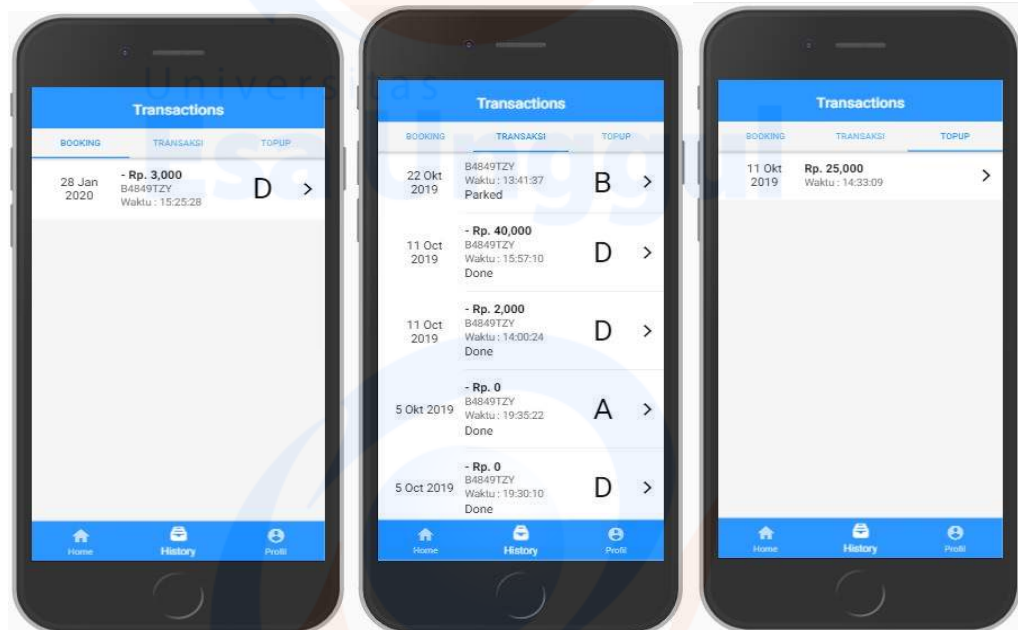 Universitas
Esa Unggul
Transactions
BOOKING TRANSAKSI TOPUP
28 Jan
2020
- Rp. 3,000
B4849TZY
Waktu : 15:25:28
D
Home History Profil
Transactions
BOOKING TRANSAKSI TOPUP
22 Okt
2019
B4849TZY
Waktu : 13:41:37
Parked
B
11 Oct
2019
- Rp. 40,000
B4849TZY
Waktu : 15:57:10
Done
D
11 Oct
2019
- Rp. 2,000
B4849TZY
Waktu : 14:00:24
Done
D
5 Okt 2019
- Rp. 0
B4849TZY
Waktu : 19:35:22
Done
A
5 Oct 2019
- Rp. 0
B4849TZY
Waktu : 19:30:10
Done
D
Home History Profil
Transactions
BOOKING TRANSAKSI TOPUP
11 Okt
2019
Rp. 25,000
Waktu : 14:33:09
Home History Profil